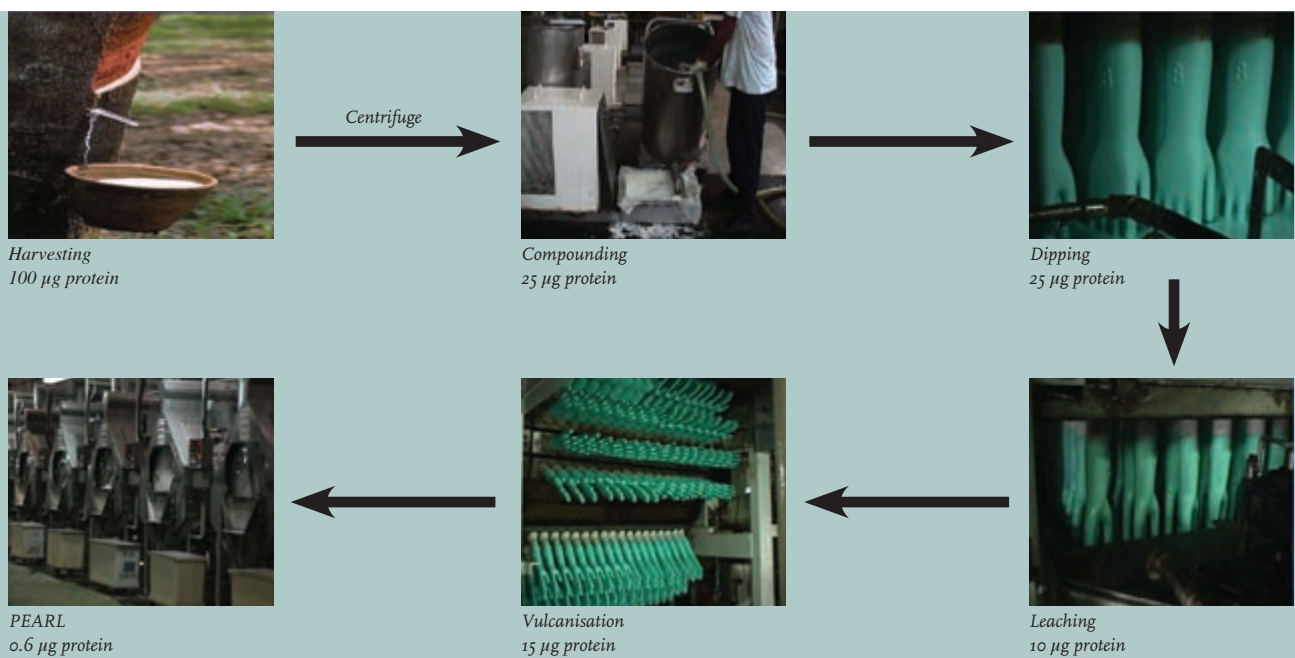 Centrifuge
Harvesting
100 µg protein
Compounding
25 µg protein
Dipping
25 µg protein
PEARL
0.6 µg protein
Vulcanisation
15 µg protein
Leaching
10 µg protein